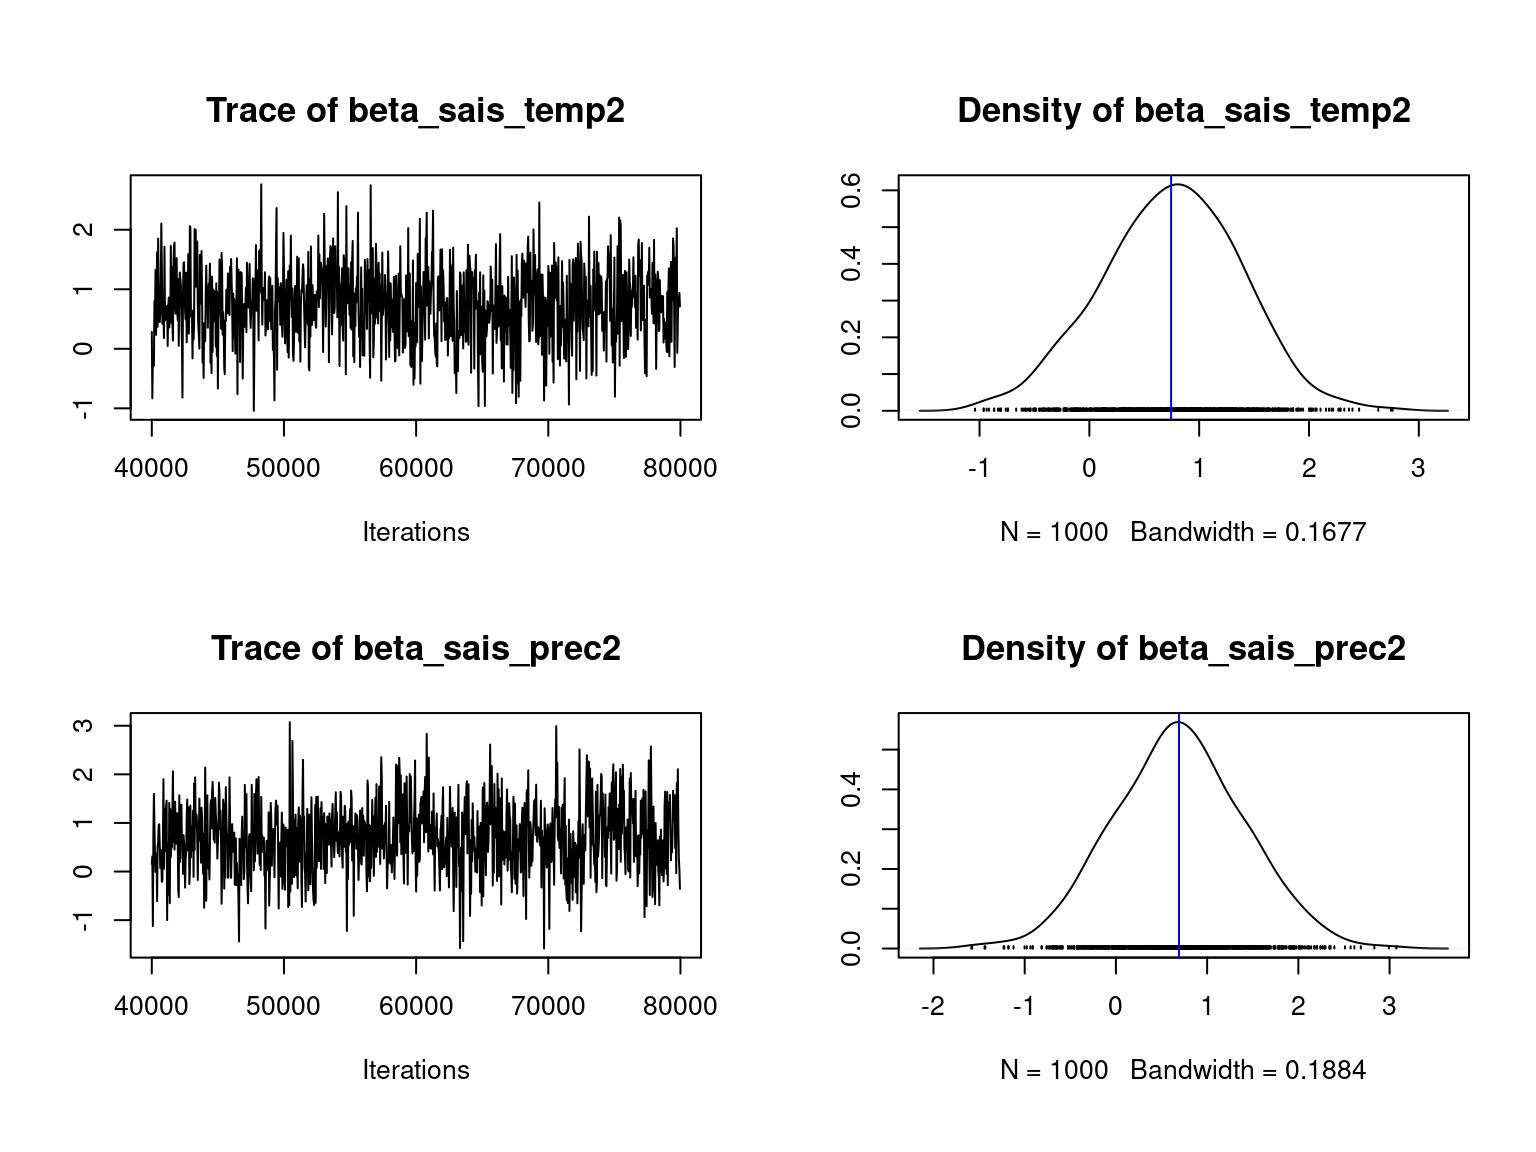 Trace of beta_sais_temp2
-1 0 1 2
40000 50000 60000 70000 80000
Iterations
Density of beta_sais_temp2
0.0 0.2 0.4 0.6
-1 0 1 2 3
N = 1000 Bandwidth = 0.1677
Trace of beta_sais_prec2
-1 0 1 2 3
40000 50000 60000 70000 80000
Iterations
Density of beta_sais_prec2
0.0 0.2 0.4
-2 -1 0 1 2 3
N = 1000 Bandwidth = 0.1884